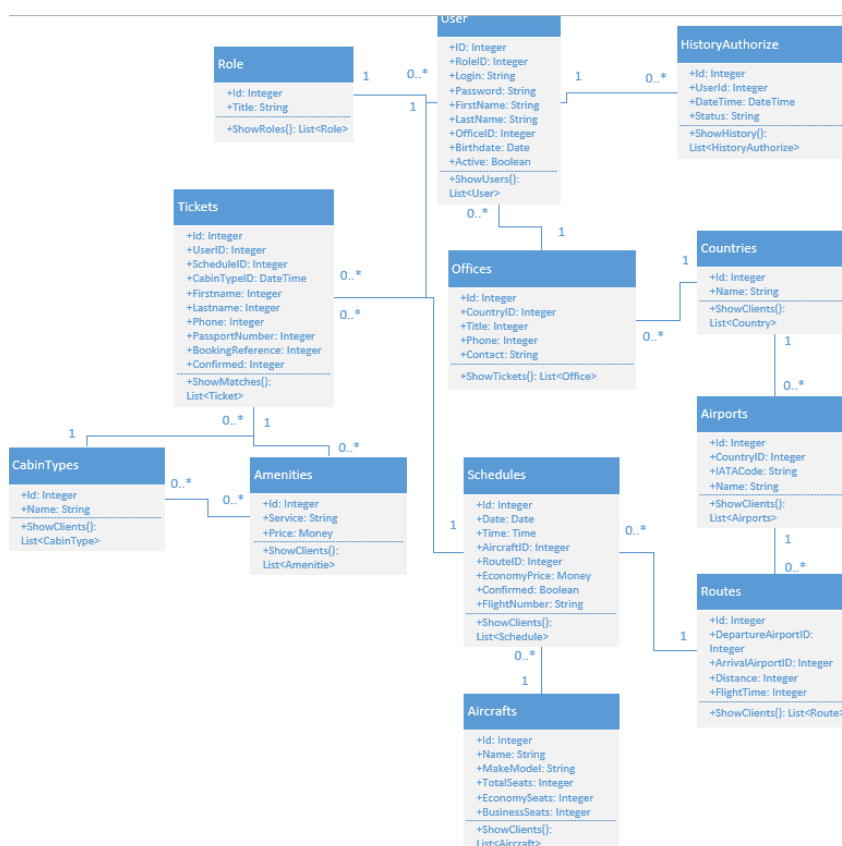 User
+ID: Integer
+RoleID: Integer
+Login: String
+Password: String
+FirstName: String
+LastName: String
+OfficeID: Integer
+Birthdate: Date
+Active: Boolean
+ShowUsers():
List<User>
Role
+Id: Integer
+Title: String
+ShowRoles(): List<Role>
1
0..*
1
1
0..*
HistoryAuthorize
+Id: Integer
+UserId: Integer
+DateTime: DateTime
+Status: String
+ShowHistory():
List<HistoryAuthorize>
Tickets
+Id: Integer
+UserID: Integer
+ScheduleID: Integer
+CabinTypeID: DateTime
+Firstname: Integer
+Lastname: Integer
+Phone: Integer
+PassportNumber: Integer
+BookingReference: Integer
+Confirmed: Integer
+ShowMatches():
List<Ticket>
0..*
0..*
0..*
1
Offices
+Id: Integer
+CountryID: Integer
+Title: Integer
+Phone: Integer
+Contact: String
+ShowTickets(): List<Office>
1
0..*
Countries
+Id: Integer
+Name: String
+ShowClients():
List<Country>
1
0..*
Airports
+Id: Integer
+CountryID: Integer
+IATACode: String
+Name: String
+ShowClients():
List<Airports>
1
0..*
1
0..*
1
0..*
CabinTypes
+Id: Integer
+Name: String
+ShowClients():
List<CabinType>
0..*
0..*
Amenities
+Id: Integer
+Service: String
+Price: Money
+ShowClients():
List<Amenitie>
1
Schedules
+Id: Integer
+Date: Date
+Time: Time
+AircraftID: Integer
+RouteID: Integer
+EconomyPrice: Money
+Confirmed: Boolean
+FlightNumber: String
+ShowClients():
List<Schedule>
0..*
1
Routes
+Id: Integer
+DepartureAirportID:
Integer
+ArrivalAirportID: Integer
+Distance: Integer
+FlightTime: Integer
+ShowClients(): List<Route>
0..*
1
Aircrafts
+Id: Integer
+Name: String
+MakeModel: String
+TotalSeats: Integer
+EconomySeats: Integer
+BusinessSeats: Integer
+ShowClients():
List<Aircraft>